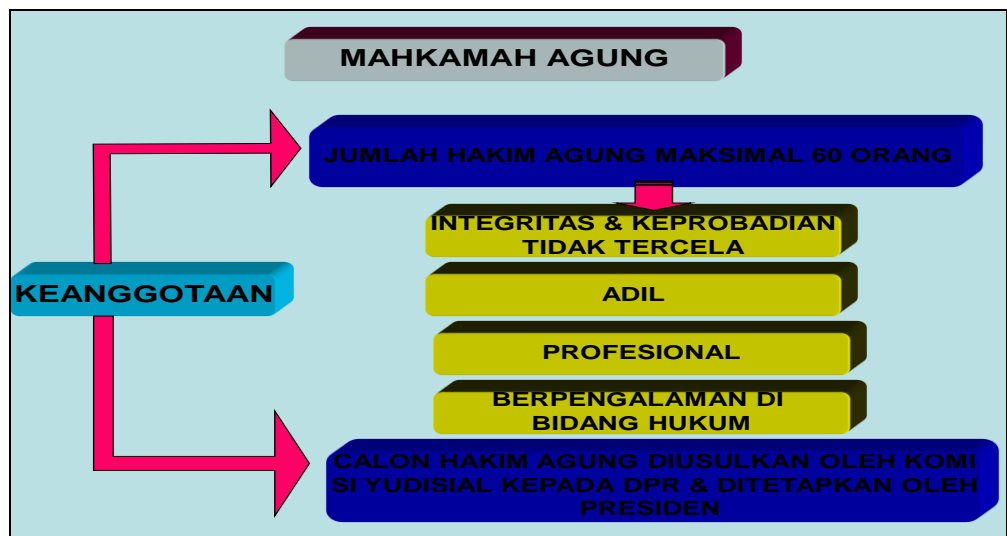 MAHKAMAH AGUNG
JUMLAH HAKIM AGUNG MAKSIMAL 60 ORANG
INTEGRITAS & KEPROBADIAN
TIDAK TERCELA
KEANGGOTAAN
ADIL
PROFESIONAL
BERPENGALAMAN DI
BIDANG HUKUM
CALON HAKIM AGUNG DIUSULKAN OLEH KOMI
SI YUDISIAL KEPADA DPR & DITETAPKAN OLEH
PRESIDEN